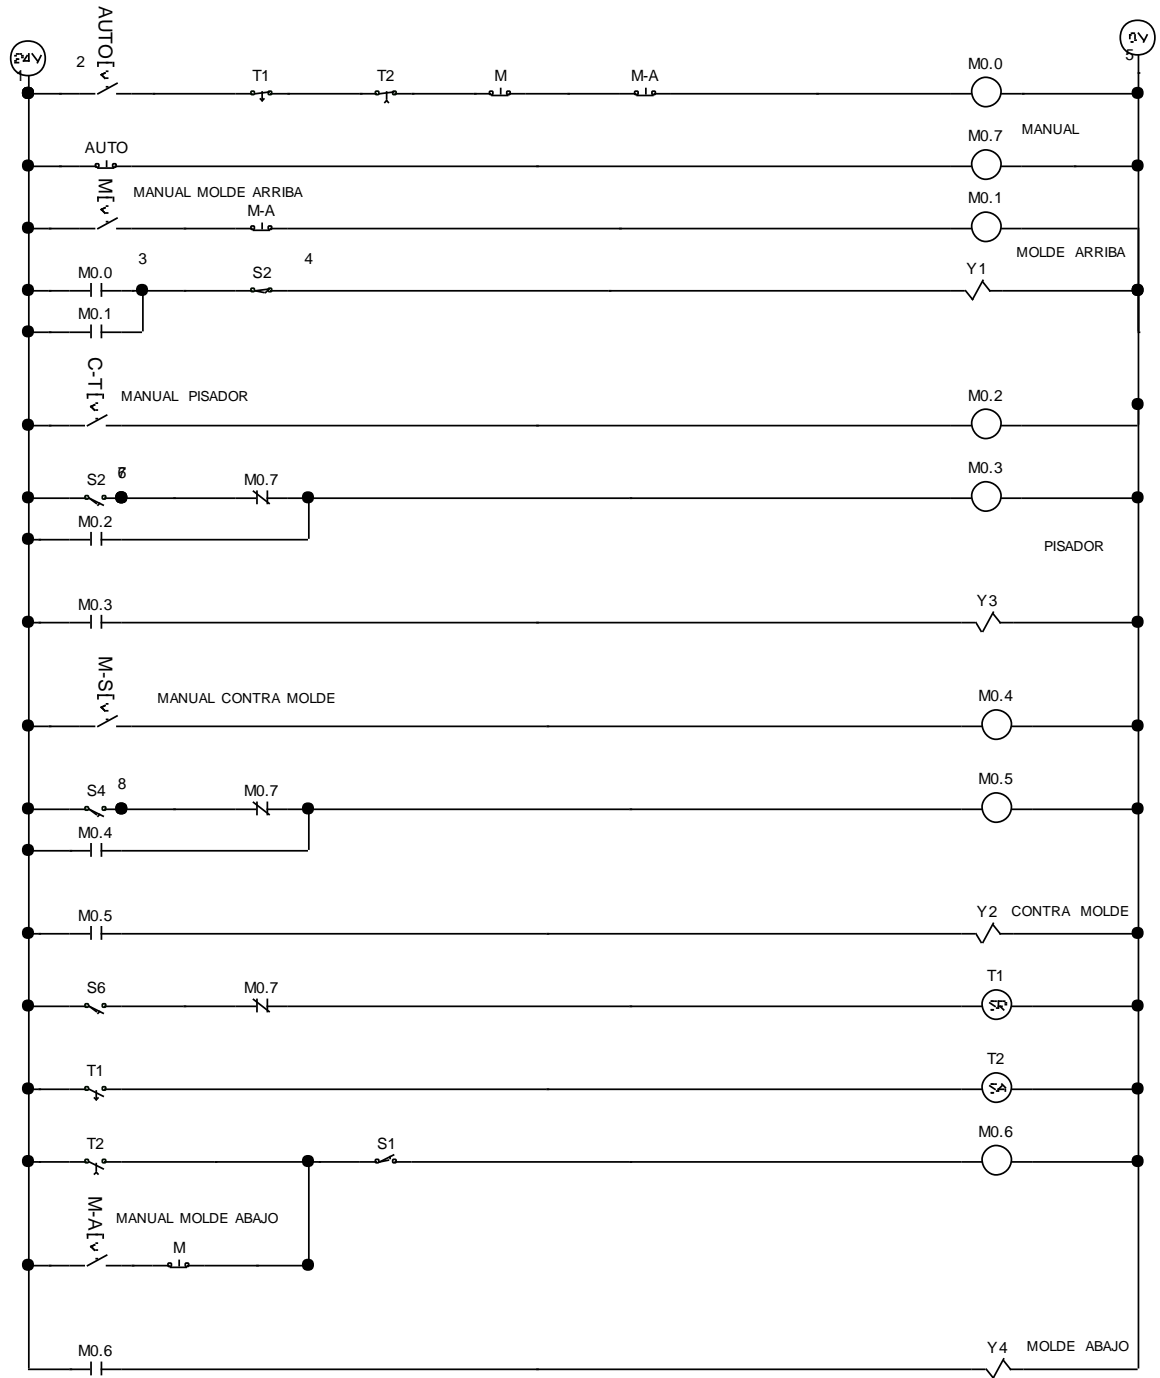 AUTO
24V
0V
1
2
5
T1 T2 M M-A M0.0
AUTO M0.7 MANUAL
M MANUAL MOLDE ARRIBA
M-A M0.1
MOLDE ARRIBA
3 4
M0.0 S2 Y1
M0.1
C-T MANUAL PISADOR M0.2
S2 M0.7 M0.3
M0.2
PISADOR
M0.3 Y3
M-S MANUAL CONTRA MOLDE M0.4
8
S4 M0.7 M0.5
M0.4
M0.5 Y2 CONTRA MOLDE
S6 M0.7 T1
T1 T2
T2 S1 M0.6
M-A MANUAL MOLDE ABAJO
M
M0.6 Y4 MOLDE ABAJO